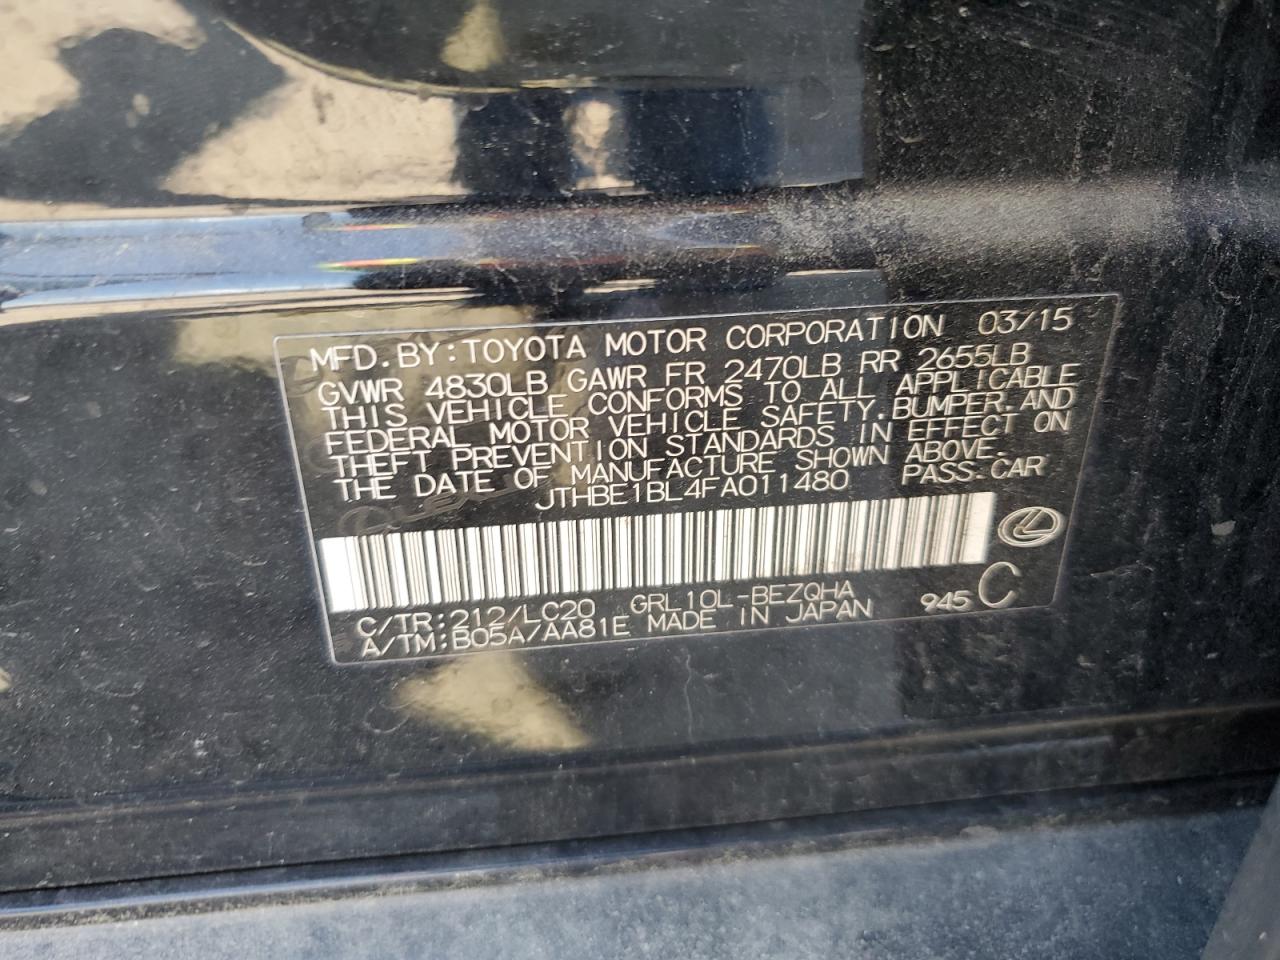 MFD.BY:TOYOTA MOTOR CORPORATION 03/15
GVWR 4830LB GAWR FR 2470LB RR 2655LB
THIS VEHICLE CONFORMS TO ALL APPLICABLE
FEDERAL MOTOR VEHICLE SAFETY,BUMPER,AND
THEFT PREVENTION STANDARDS IN EFFECT ON
THE DATE OF MANUFACTURE SHOWN ABOVE.
JTHBE1BL4FA011480 PASS.CAR
C/TR:212/LC20 GRL10L-BEZQHA 945 C
A/TM:B05A/AA81E MADE IN JAPAN